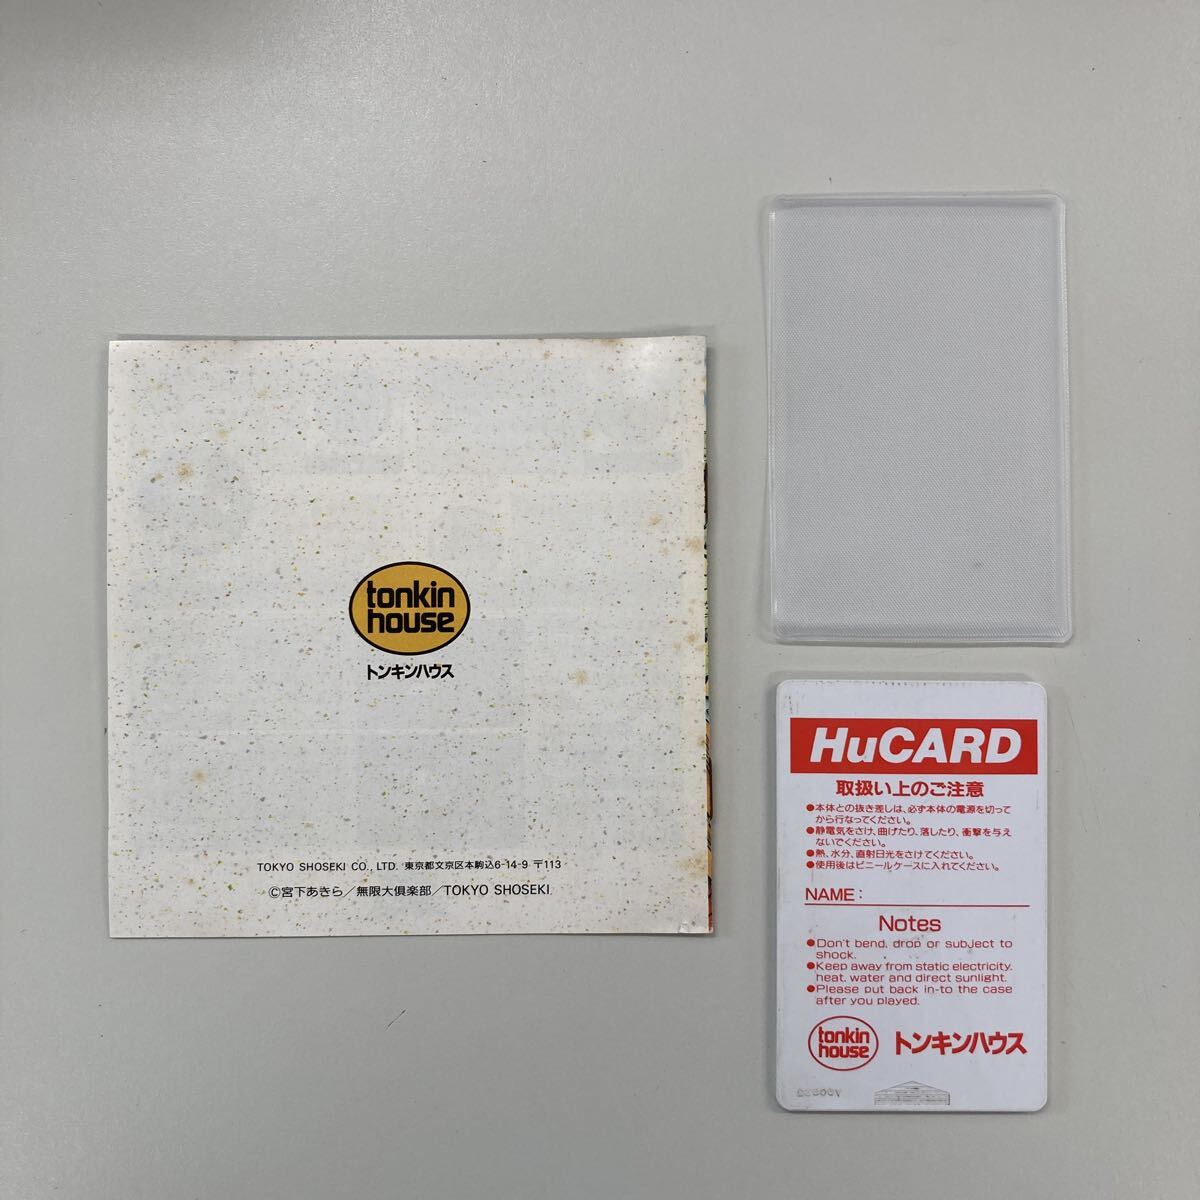 tonkin
house
トンキンハウス
TOKYO SHOSEKI CO., LTD. 東京都文京区本駒込6-14-9 〒113
©宮下あきら／無限大俱楽部／TOKYO SHOSEKI
HuCARD
取扱い上のご注意
●本体との抜き差しは、必ず本体の電源を切って
から行なってください。
●静電気をさけ、曲げたり、落したり、衝撃を与え
ないでください。
●熱、水分、直射日光をさけてください。
●使用後はビニールケースに入れてください。
NAME:
Notes
●Don't bend, drop or subject to
shock.
●Keep away from static electricity,
heat, water and direct sunlight.
●Please put back in-to the case
after you played.
tonkin
house
トンキンハウス